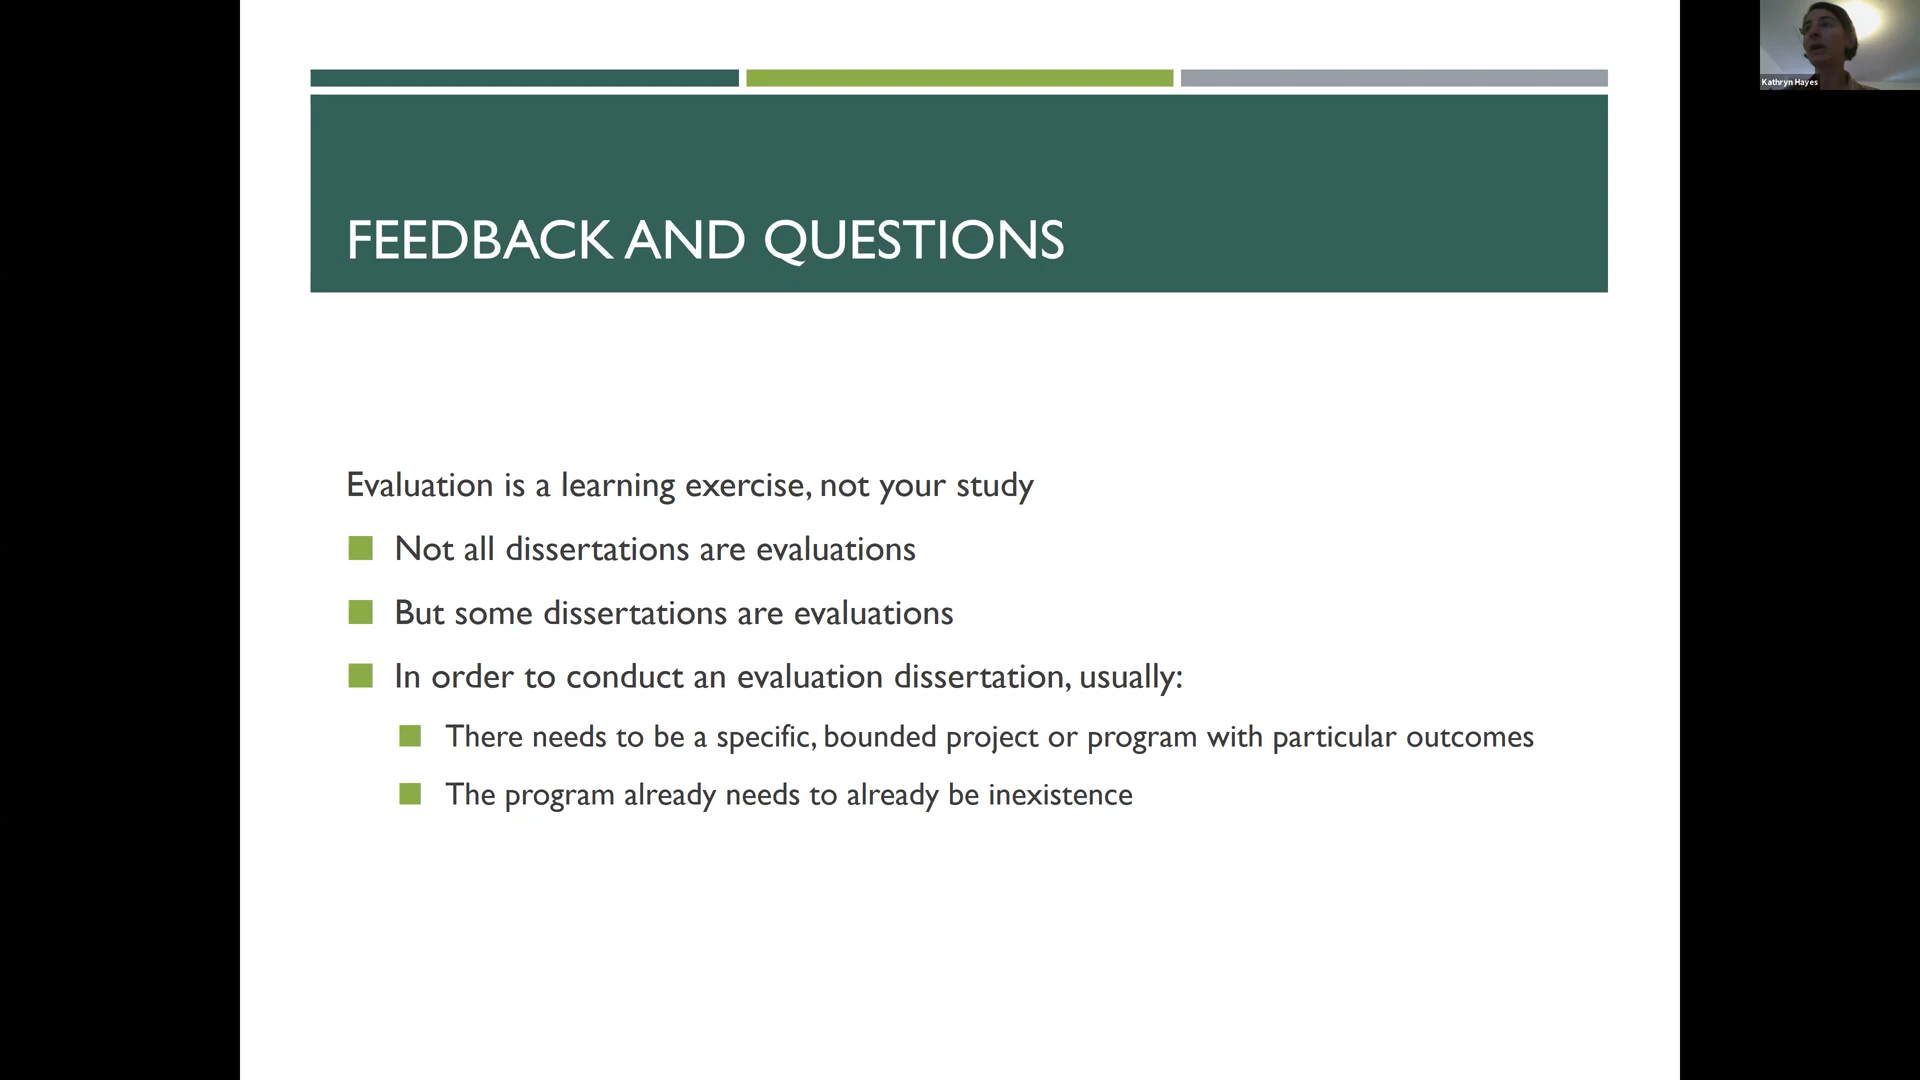 Kathryn Hayes
FEEDBACK AND QUESTIONS
Evaluation is a learning exercise, not your study
Not all dissertations are evaluations
But some dissertations are evaluations
In order to conduct an evaluation dissertation, usually:
There needs to be a specific, bounded project or program with particular outcomes
The program already needs to already be inexistence